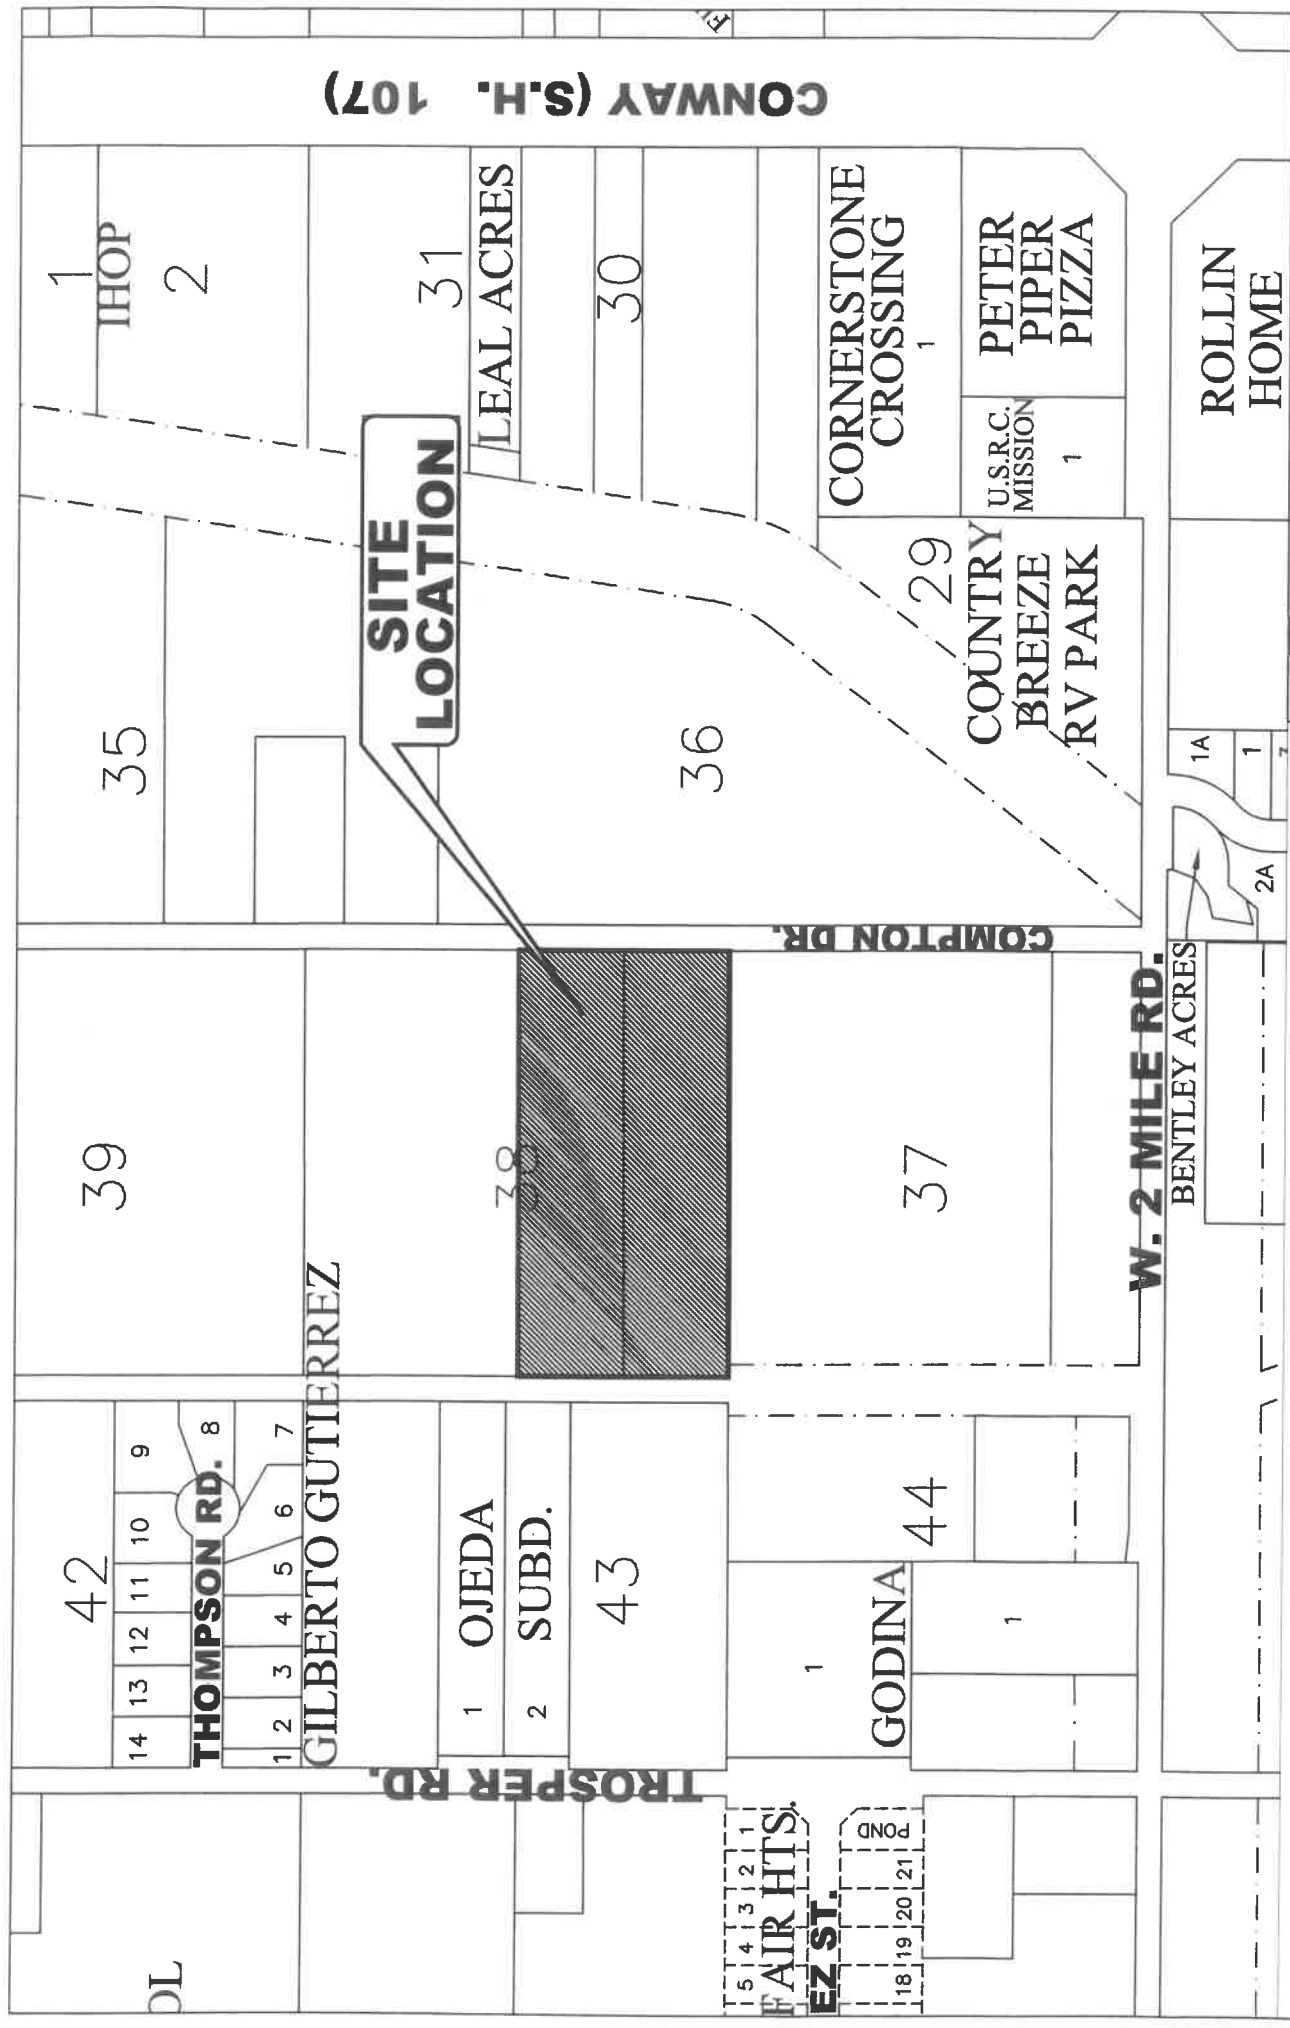 CONWAY (S.H. 107)
1
IHOP
2
31
LEAL ACRES
30
CORNERSTONE
CROSSING
1
PETER
PIPER
PIZZA
U.S.R.C.
MISSION
1
ROLLIN
HOME
SITE
LOCATION
35
36
29
COUNTRY
BREEZE
RV PARK
1A
1
2A
COMPTON DR.
39
38
37
W. 2 MILE RD.
BENTLEY ACRES
42
9
8
7
10
6
11
5
12
4
13
3
14
2
1
THOMPSON RD.
GILBERTO GUTIERREZ
OJEDA
SUBD.
1
2
43
44
GODINA
1
1
TROSPER RD.
OL
1
2
3
4
5
FAIR HTS.
EZ ST.
POND
21
20
19
18